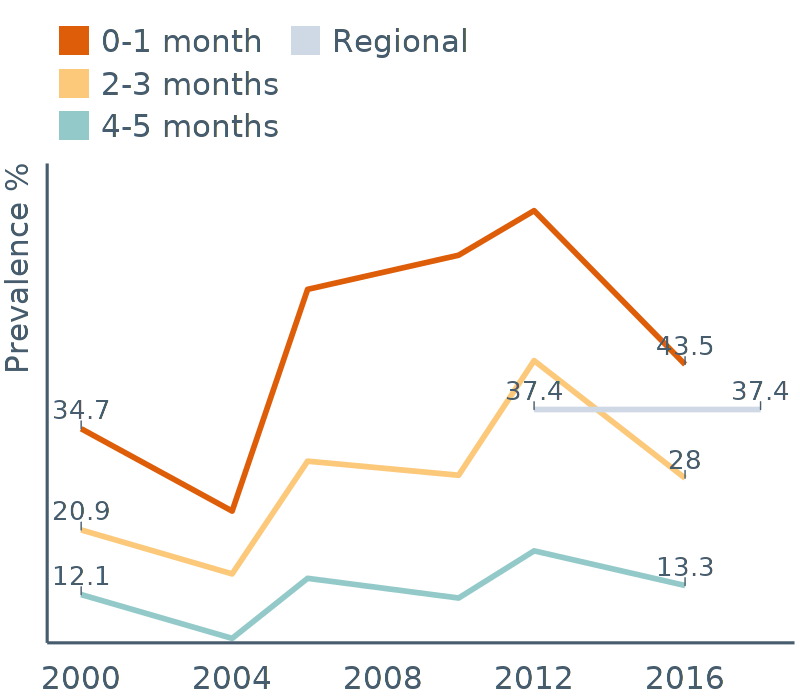 0-1 month Regional
2-3 months
4-5 months
Prevalence %
43.5
37.4 37.4
34.7
28
20.9
13.3
12.1
2000 2004 2008 2012 2016